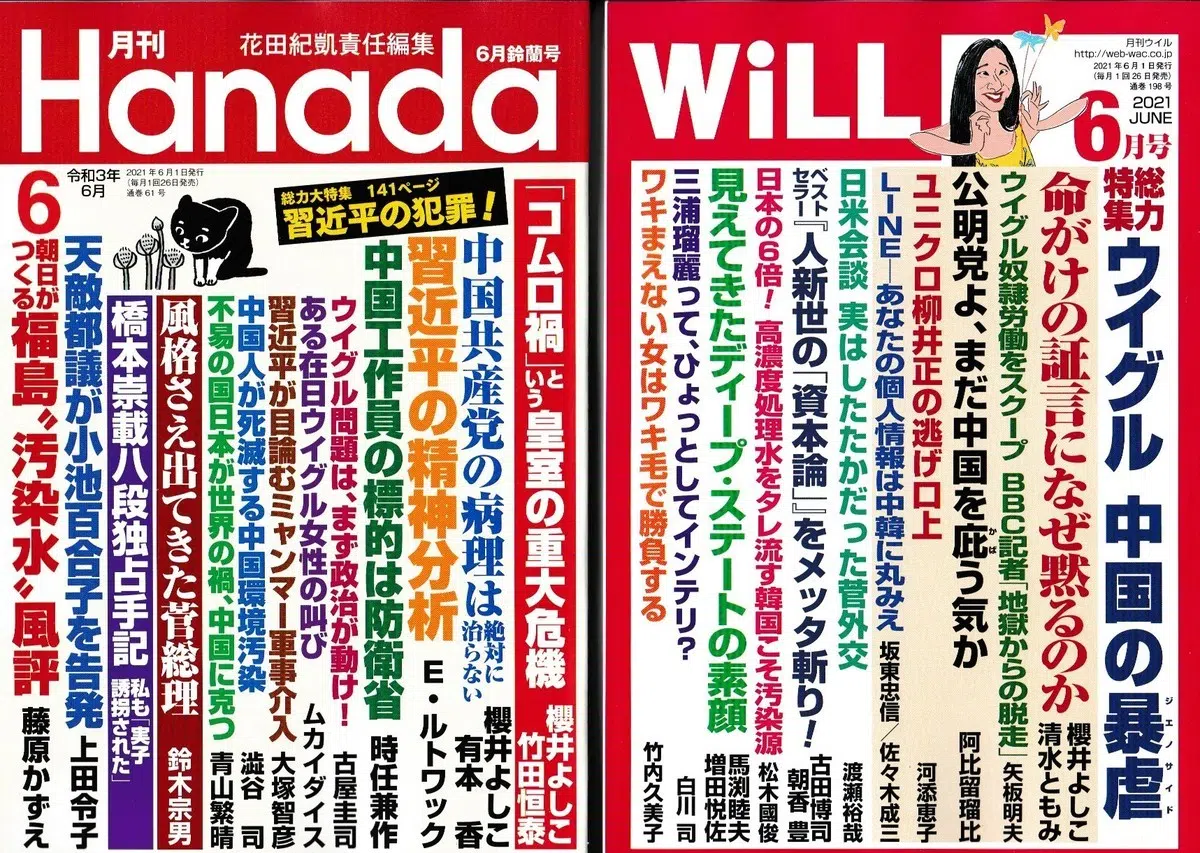 月刊
Hanada
花田紀凱責任編集
6月鈴蘭号
6
令和3年
6月
2021年6月1日発行
(毎月1回26日発売)
通巻61号
総力大特集 141ページ
習近平の犯罪!
「コムロ禍」という皇室の重大危機
櫻井よしこ
竹田恒泰
中国共産党の病理は絶対に治らない
櫻井よしこ
有本 香
習近平の精神分析
E・ルトワック
中国工作員の標的は防衛省
時任兼作
ウイグル問題は、まず政治が動け!
古屋圭司
ある在日ウイグル女性の叫び
ムカイダイス
習近平が目論むミャンマー軍事介入
大塚智彦
中国人が死滅する中国環境汚染
澁谷 司
不易の国日本が世界の禍、中国に克つ
青山繁晴
風格さえ出てきた菅総理
鈴木宗男
橋本崇載八段独占手記
私も「実子誘拐された」
天敵都議が小池百合子を告発
上田令子
朝日がつくる福島〝汚染水〟風評
藤原かずえ
WiLL
月刊ウイル
http://web-wac.co.jp
2021年6月1日発行
(毎月1回26日発売)
通巻198号
2021
JUNE
6月号
総力特集
ウイグル 中国の暴虐
ジェノサイド
命がけの証言になぜ黙るのか
櫻井よしこ
清水ともみ
ウイグル奴隷労働をスクープ BBC記者「地獄からの脱走」
矢板明夫
公明党よ、まだ中国を庇う気か
かば
阿比留瑠比
ユニクロ柳井正の逃げ口上
河添恵子
LINE―あなたの個人情報は中韓に丸みえ
坂東忠信/佐々木成三
日米会談 実はしたたかだった菅外交
渡瀬裕哉
ベストセラー『人新世の「資本論」』をメッタ斬り!
古田博司
朝香 豊
日本の6倍! 高濃度処理水をタレ流す韓国こそ汚染源
松木國俊
見えてきたディープ・ステートの素顔
馬渕睦夫
増田悦佐
三浦瑠麗って、ひょっとしてインテリ?
白川 司
ワキまえない女はワキ毛で勝負する
竹内久美子